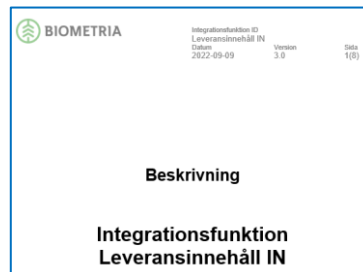 BIOMETRIA
Integrationsfunktion ID
Leveransinnehåll IN
Datum Version Sida
2022-09-09 3.0 1(8)
Beskrivning
Integrationsfunktion
Leveransinnehåll IN